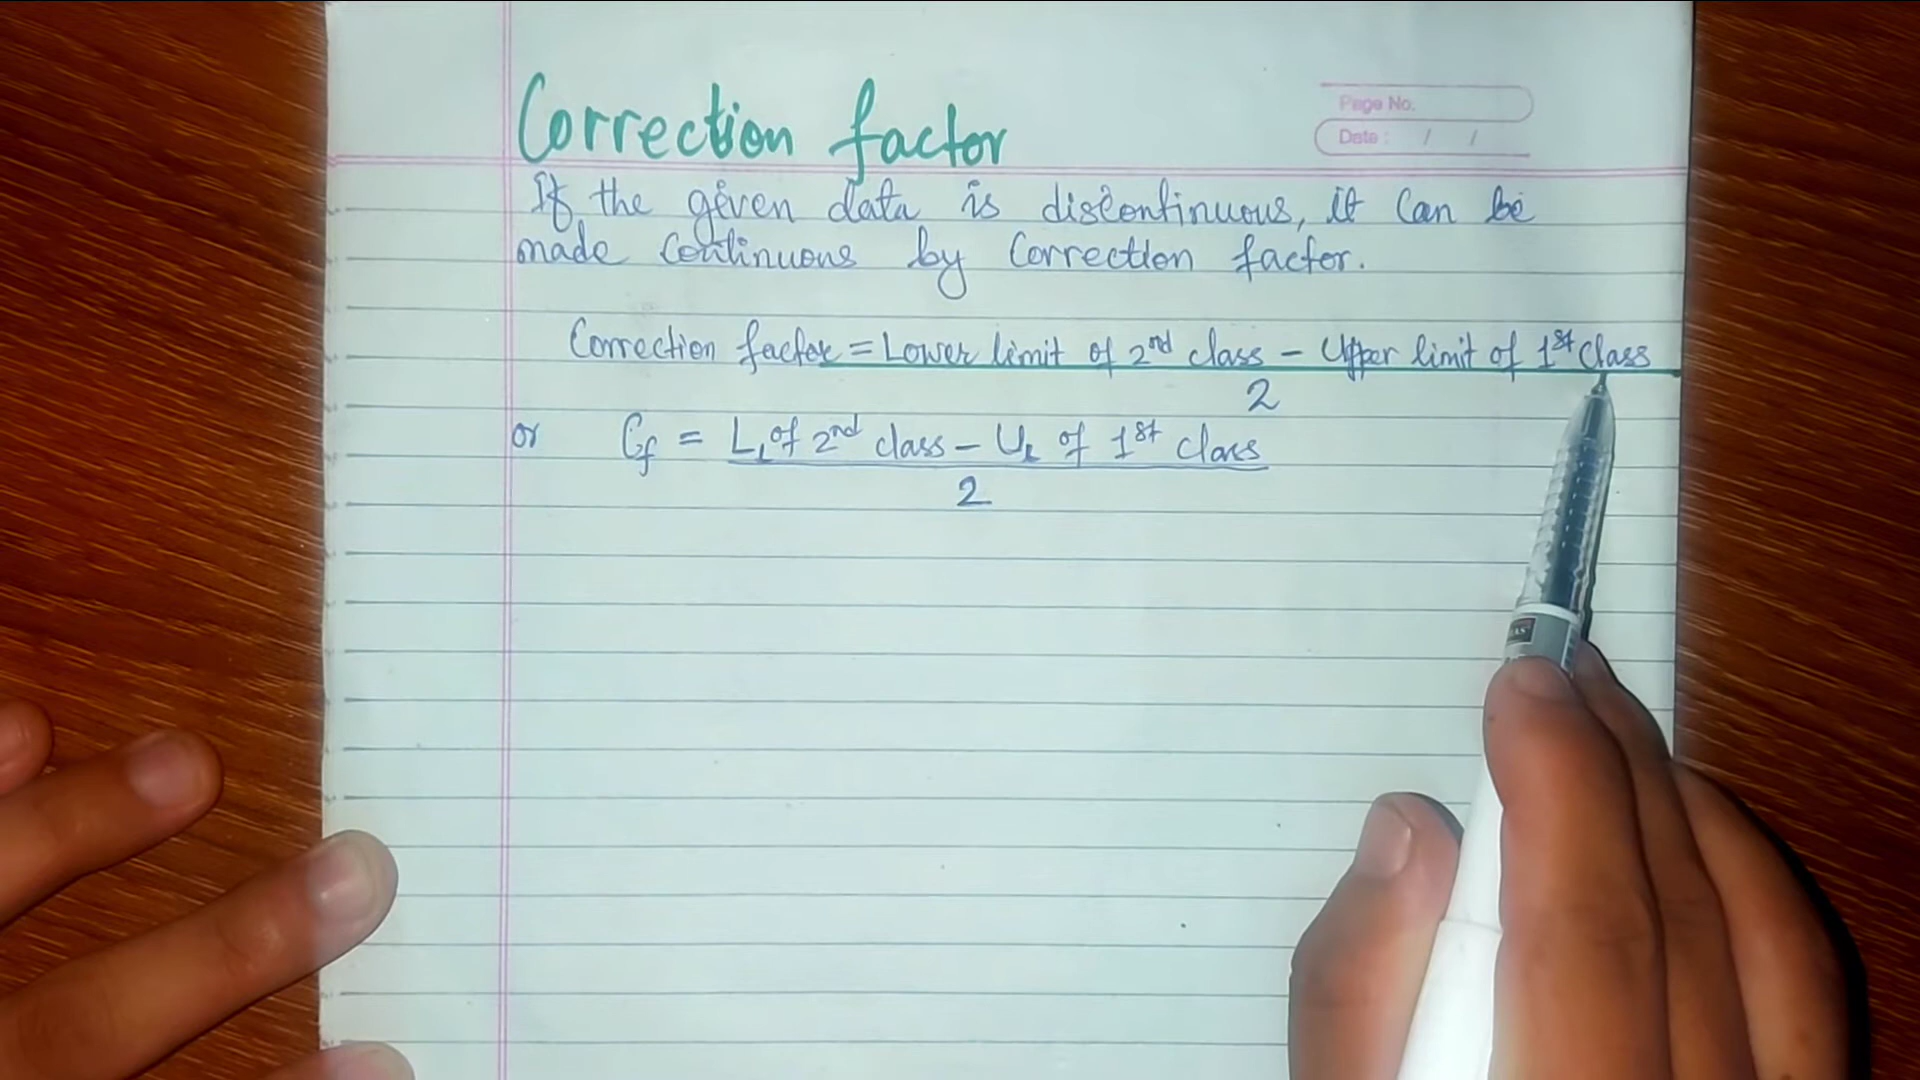 Correction factor
Page No.
Date : / /
If the given data is discontinuous, it can be
made continuous by correction factor.
Correction factor = Lower limit of 2nd class - Upper limit of 1st class
2
or Cf = LL of 2nd class - UL of 1st class
2